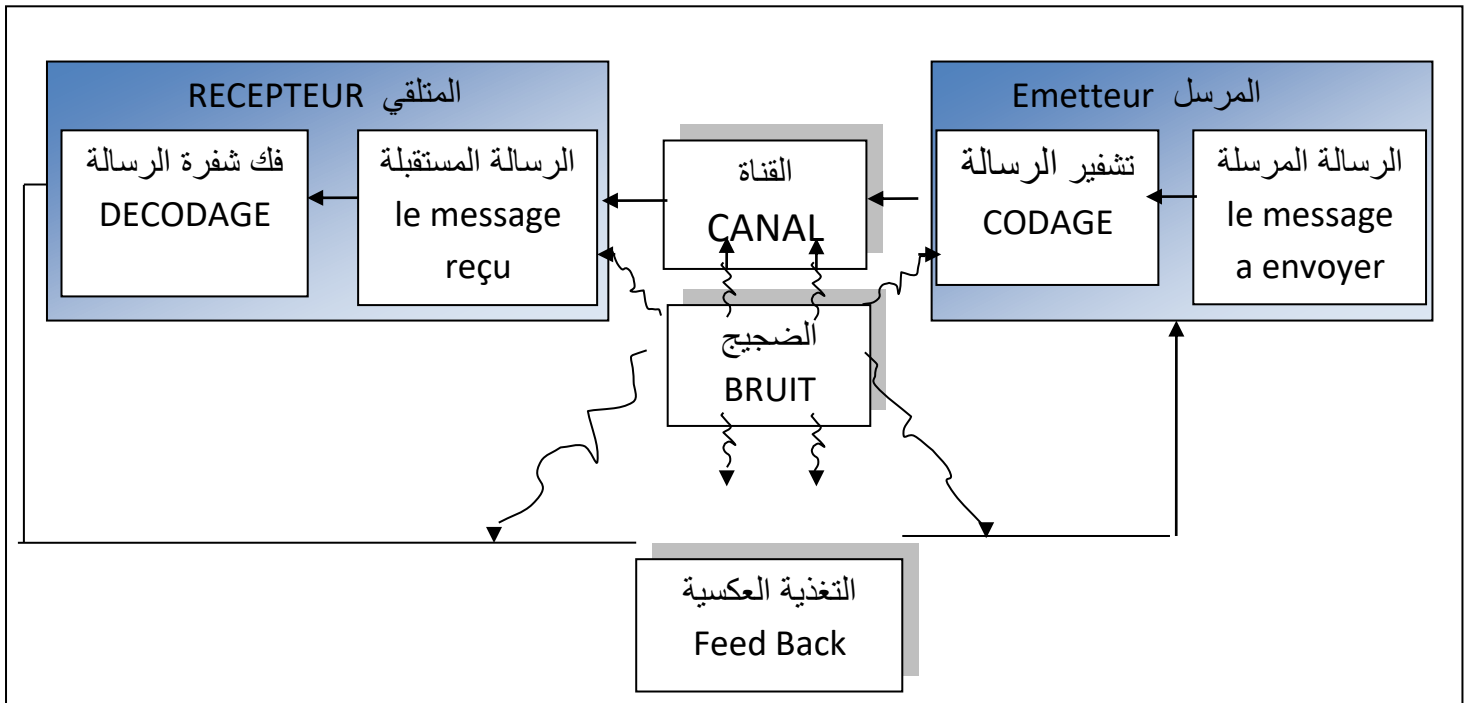 المرسل Emetteur
الرسالة المرسلة
le message
a envoyer
تشفير الرسالة
CODAGE
القناة
CANAL
المتلقي RECEPTEUR
الرسالة المستقبلة
le message
reçu
فك شفرة الرسالة
DECODAGE
الضجيج
BRUIT
التغذية العكسية
Feed Back